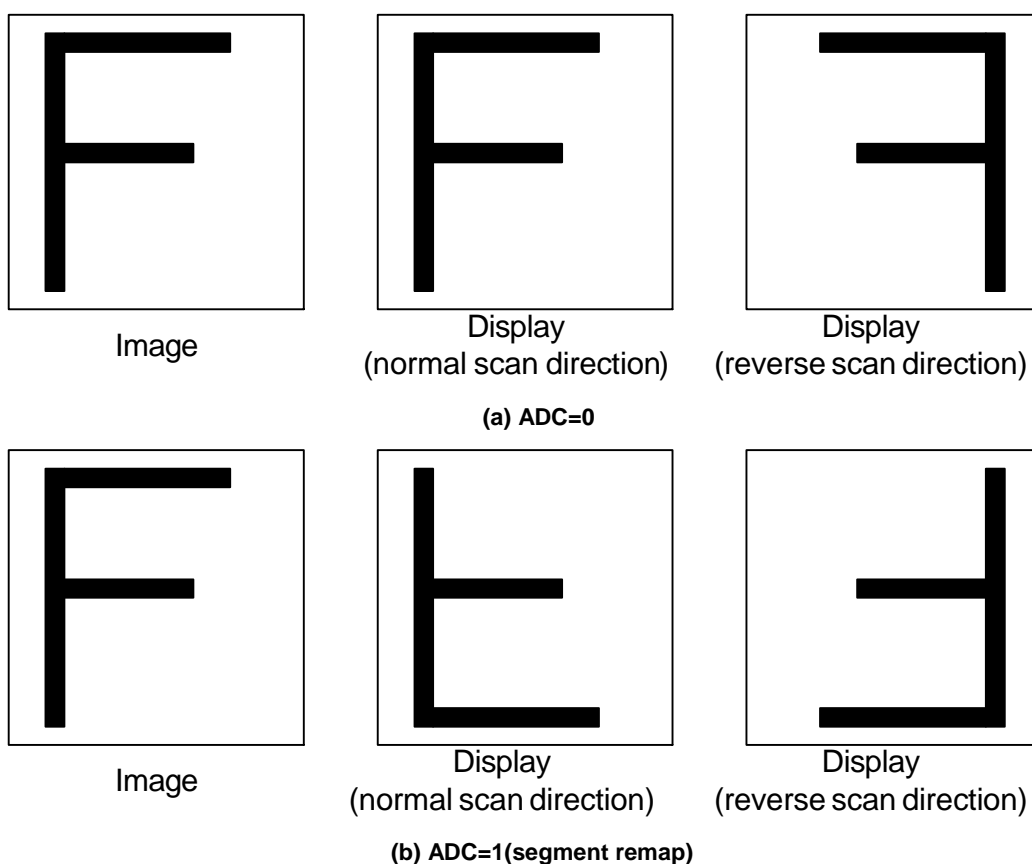 Image
Display
(normal scan direction)
Display
(reverse scan direction)
(a) ADC=0
Image
Display
(normal scan direction)
Display
(reverse scan direction)
(b) ADC=1(segment remap)